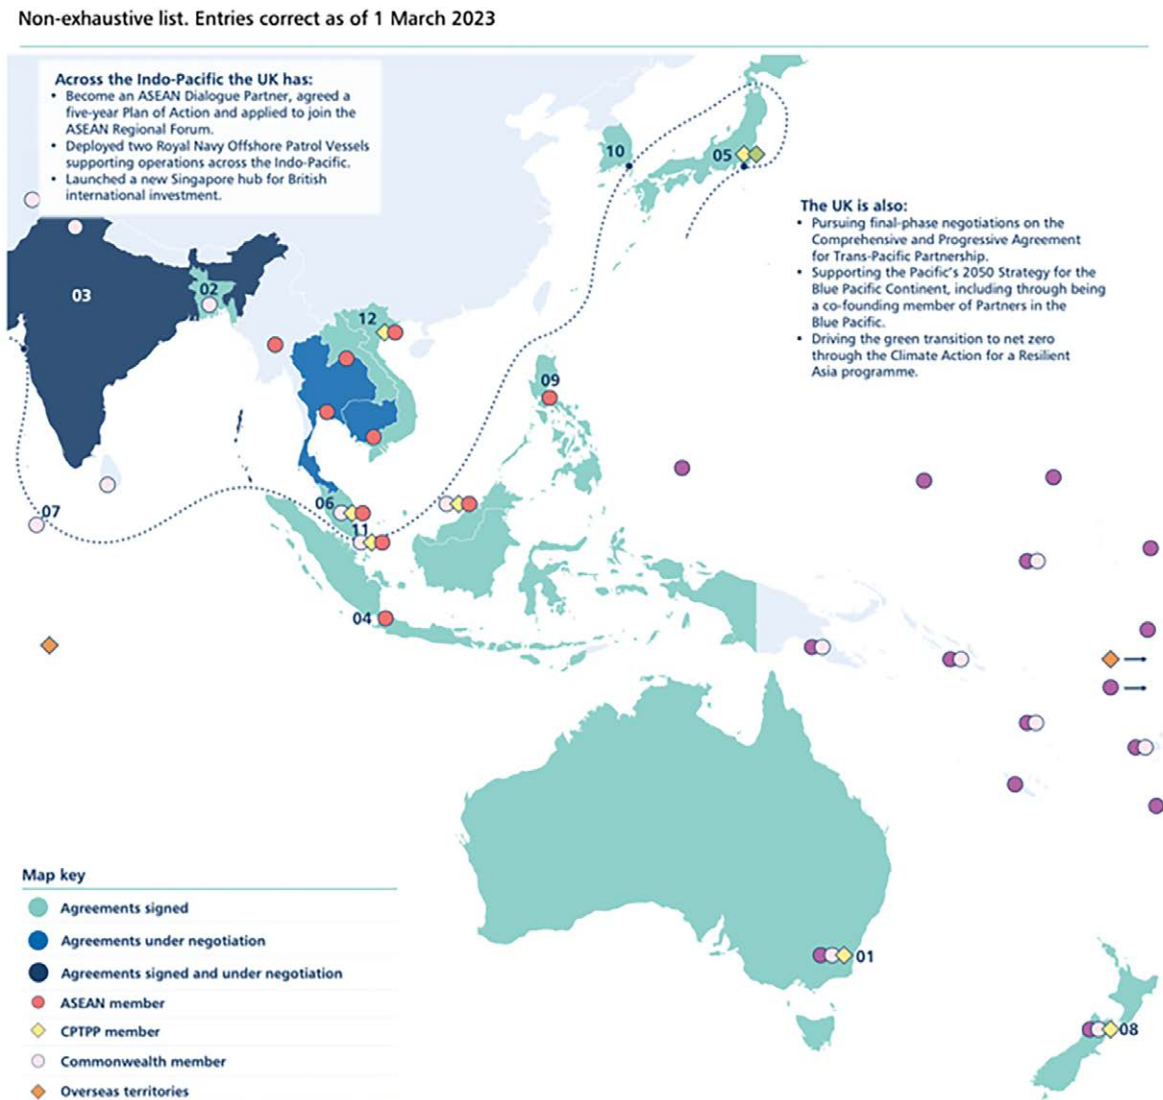 Non-exhaustive list. Entries correct as of 1 March 2023
Across the Indo-Pacific the UK has:
• Become an ASEAN Dialogue Partner, agreed a
five-year Plan of Action and applied to join the
ASEAN Regional Forum.
• Deployed two Royal Navy Offshore Patrol Vessels
supporting operations across the Indo-Pacific.
• Launched a new Singapore hub for British
international investment.
10
05
The UK is also:
• Pursuing final-phase negotiations on the
Comprehensive and Progressive Agreement
for Trans-Pacific Partnership.
• Supporting the Pacific's 2050 Strategy for the
Blue Pacific Continent, including through being
a co-founding member of Partners in the
Blue Pacific.
• Driving the green transition to net zero
through the Climate Action for a Resilient
Asia programme.
03
02
12
09
07
06
11
04
01
08
Map key
Agreements signed
Agreements under negotiation
Agreements signed and under negotiation
ASEAN member
CPTPP member
Commonwealth member
Overseas territories